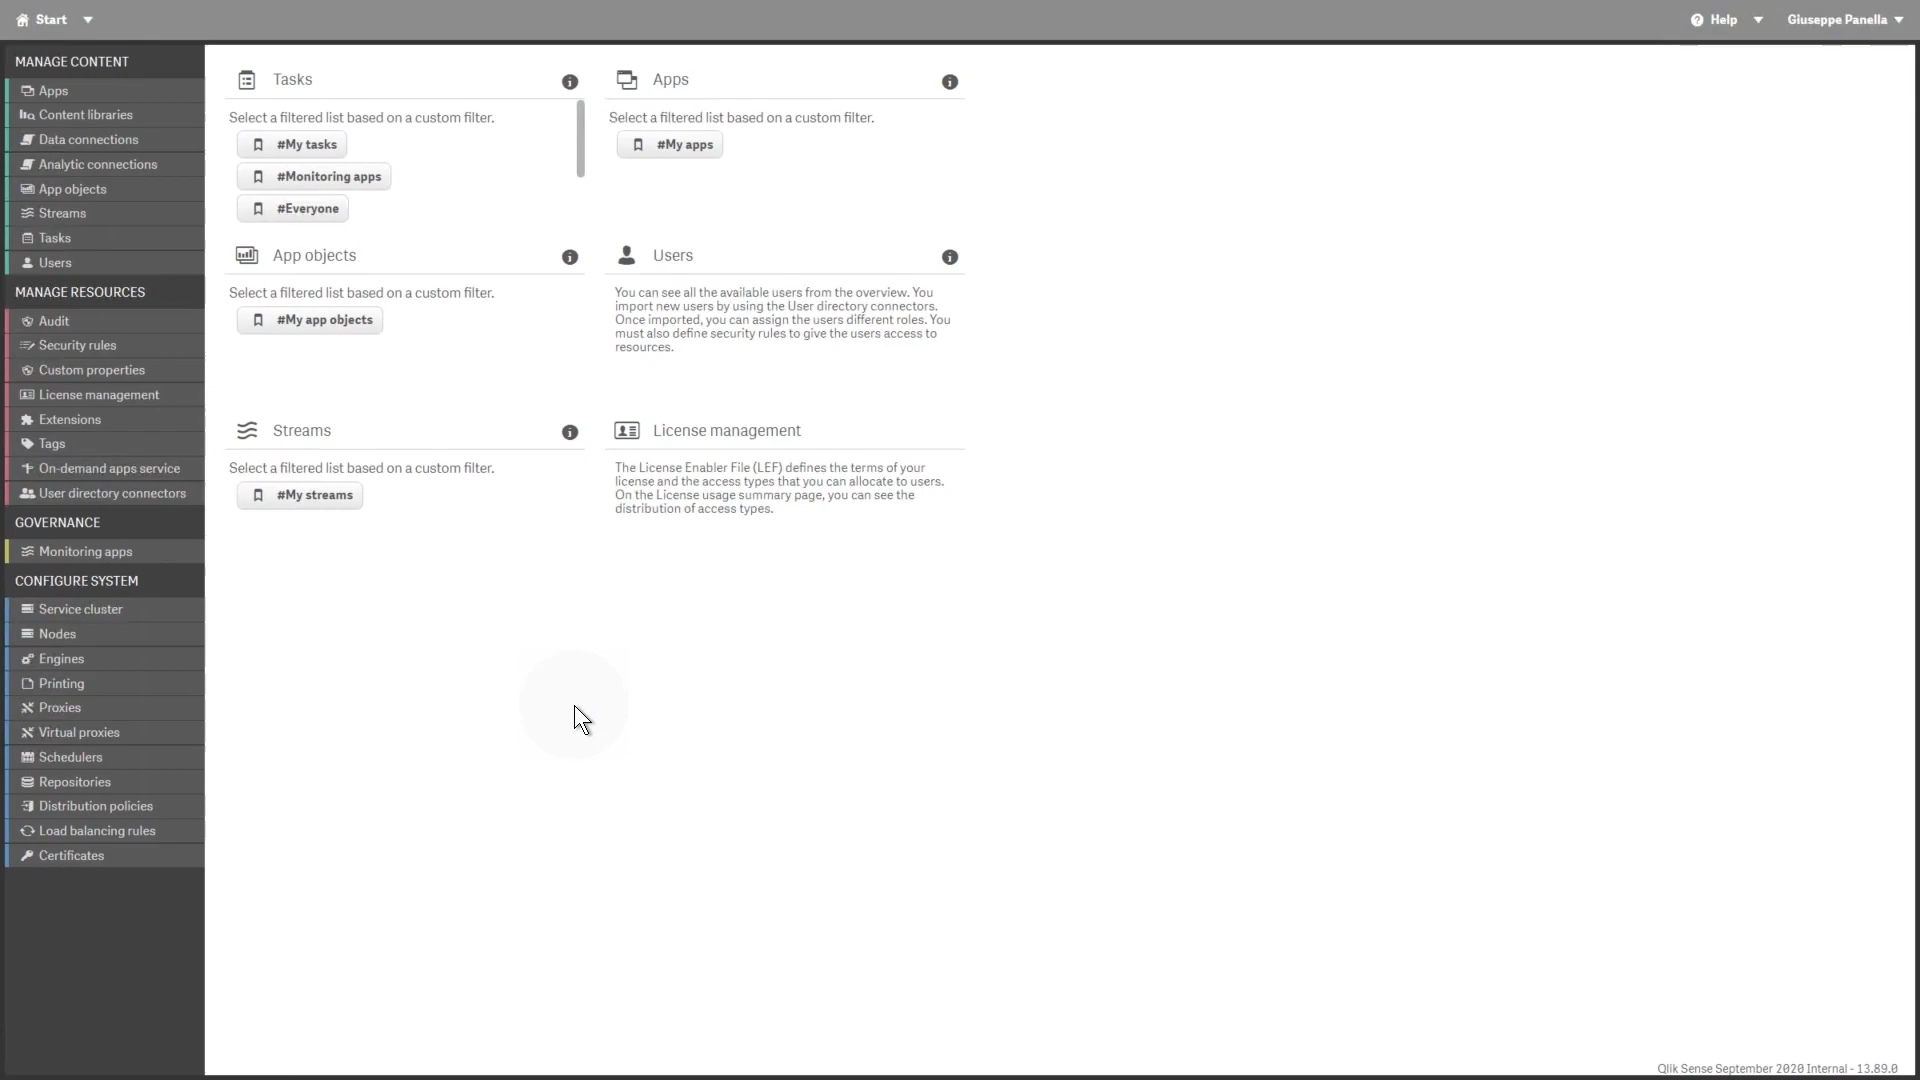 Start
Help
Giuseppe Panella
MANAGE CONTENT
Apps
Content libraries
Data connections
Analytic connections
App objects
Streams
Tasks
Users
MANAGE RESOURCES
Audit
Security rules
Custom properties
License management
Extensions
Tags
On-demand apps service
User directory connectors
GOVERNANCE
Monitoring apps
CONFIGURE SYSTEM
Service cluster
Nodes
Engines
Printing
Proxies
Virtual proxies
Schedulers
Repositories
Distribution policies
Load balancing rules
Certificates
Tasks
Select a filtered list based on a custom filter.
#My tasks
#Monitoring apps
#Everyone
Apps
Select a filtered list based on a custom filter.
#My apps
App objects
Select a filtered list based on a custom filter.
#My app objects
Users
You can see all the available users from the overview. You
import new users by using the User directory connectors.
Once imported, you can assign the users different roles. You
must also define security rules to give the users access to
resources.
Streams
Select a filtered list based on a custom filter.
#My streams
License management
The License Enabler File (LEF) defines the terms of your
license and the access types that you can allocate to users.
On the License usage summary page, you can see the
distribution of access types.
Qlik Sense September 2020 Internal - 13.89.0